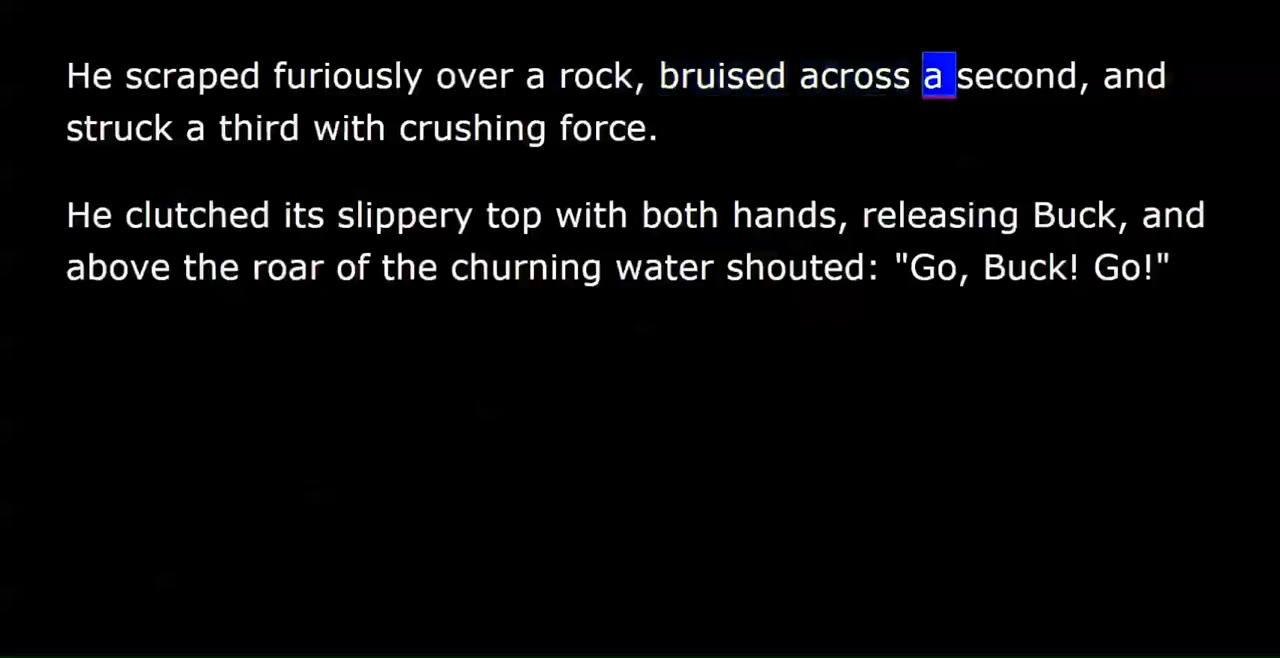 He scraped furiously over a rock, bruised across a second, and
struck a third with crushing force.
He clutched its slippery top with both hands, releasing Buck, and
above the roar of the churning water shouted: "Go, Buck! Go!"